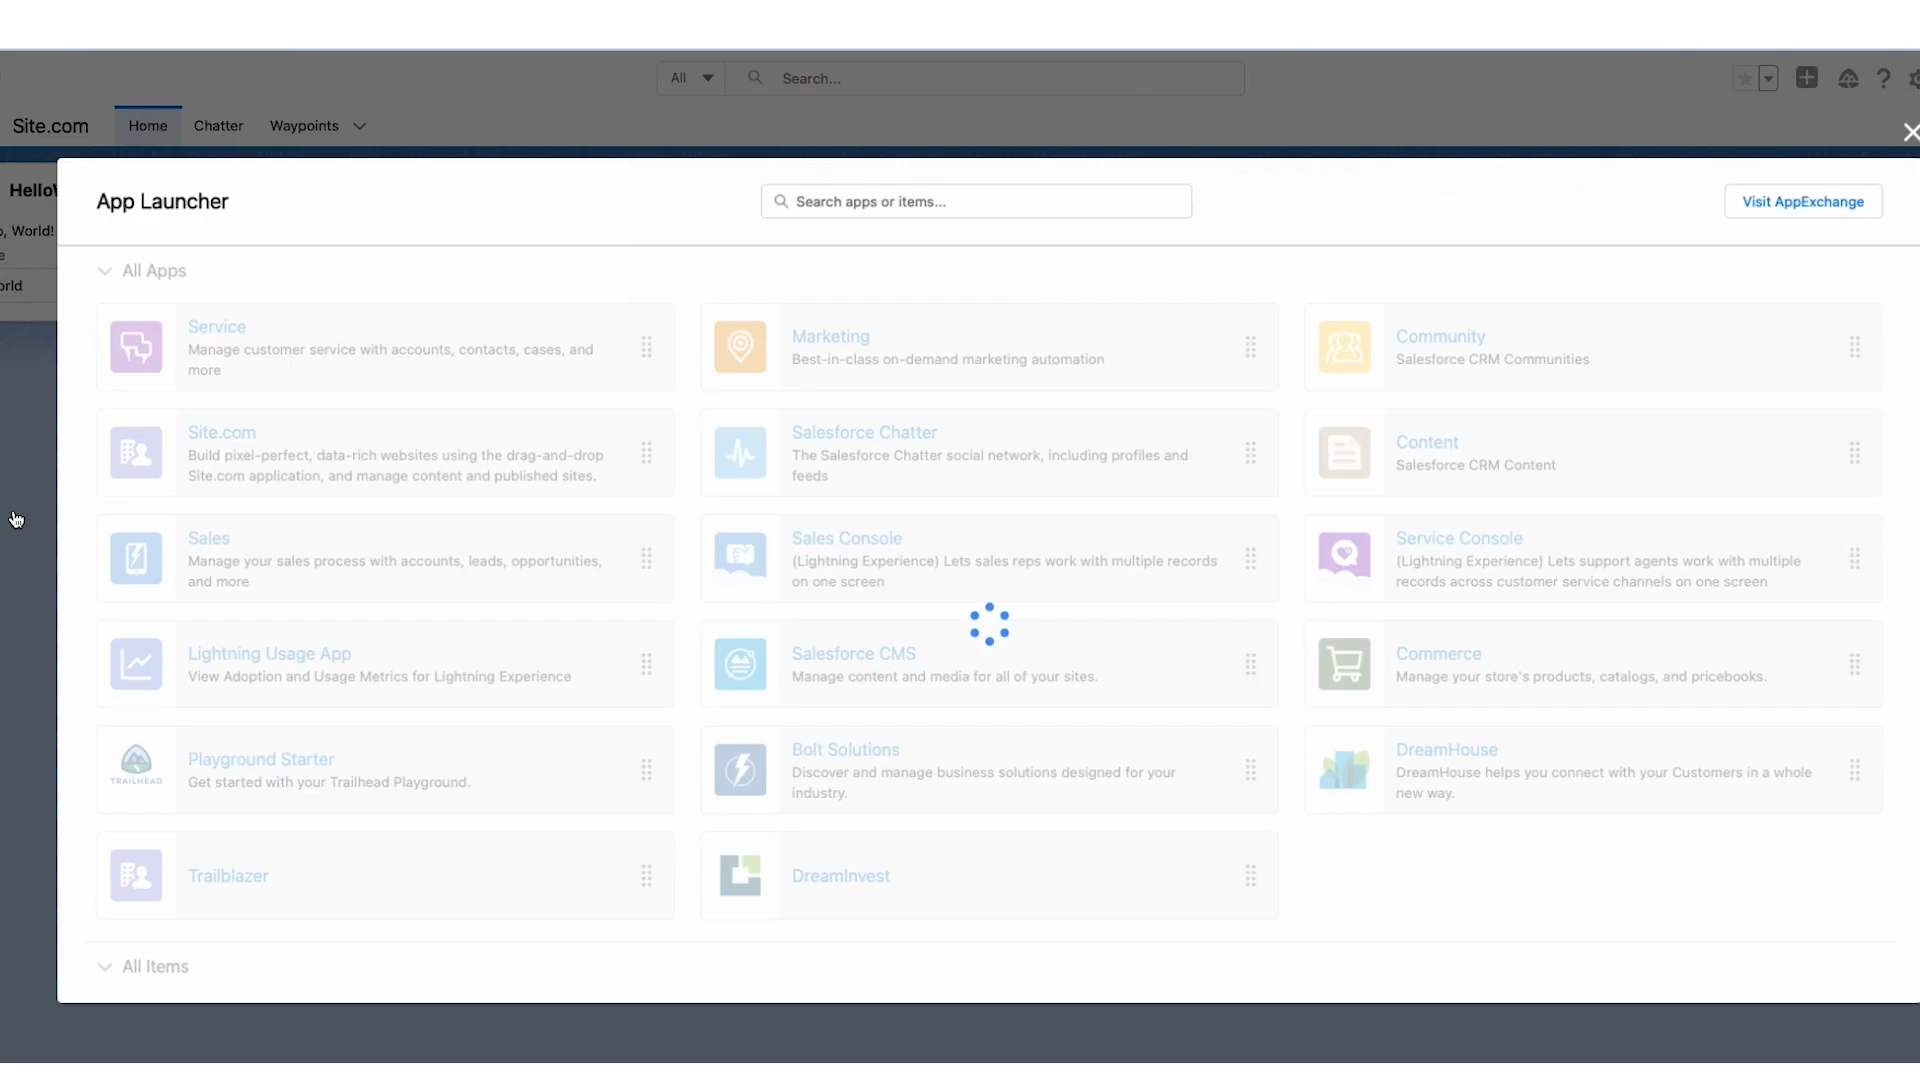 All
Search...
Site.com
Home
Chatter
Waypoints
Hello
o, World!
e
orld
App Launcher
Search apps or items...
Visit AppExchange
All Apps
Service
Manage customer service with accounts, contacts, cases, and
more
Marketing
Best-in-class on-demand marketing automation
Community
Salesforce CRM Communities
Site.com
Build pixel-perfect, data-rich websites using the drag-and-drop
Site.com application, and manage content and published sites.
Salesforce Chatter
The Salesforce Chatter social network, including profiles and
feeds
Content
Salesforce CRM Content
Sales
Manage your sales process with accounts, leads, opportunities,
and more
Sales Console
(Lightning Experience) Lets sales reps work with multiple records
on one screen
Service Console
(Lightning Experience) Lets support agents work with multiple
records across customer service channels on one screen
Lightning Usage App
View Adoption and Usage Metrics for Lightning Experience
Salesforce CMS
Manage content and media for all of your sites.
Commerce
Manage your store's products, catalogs, and pricebooks.
TRAILHEAD
Playground Starter
Get started with your Trailhead Playground.
Bolt Solutions
Discover and manage business solutions designed for your
industry.
DreamHouse
DreamHouse helps you connect with your Customers in a whole
new way.
Trailblazer
DreamInvest
All Items